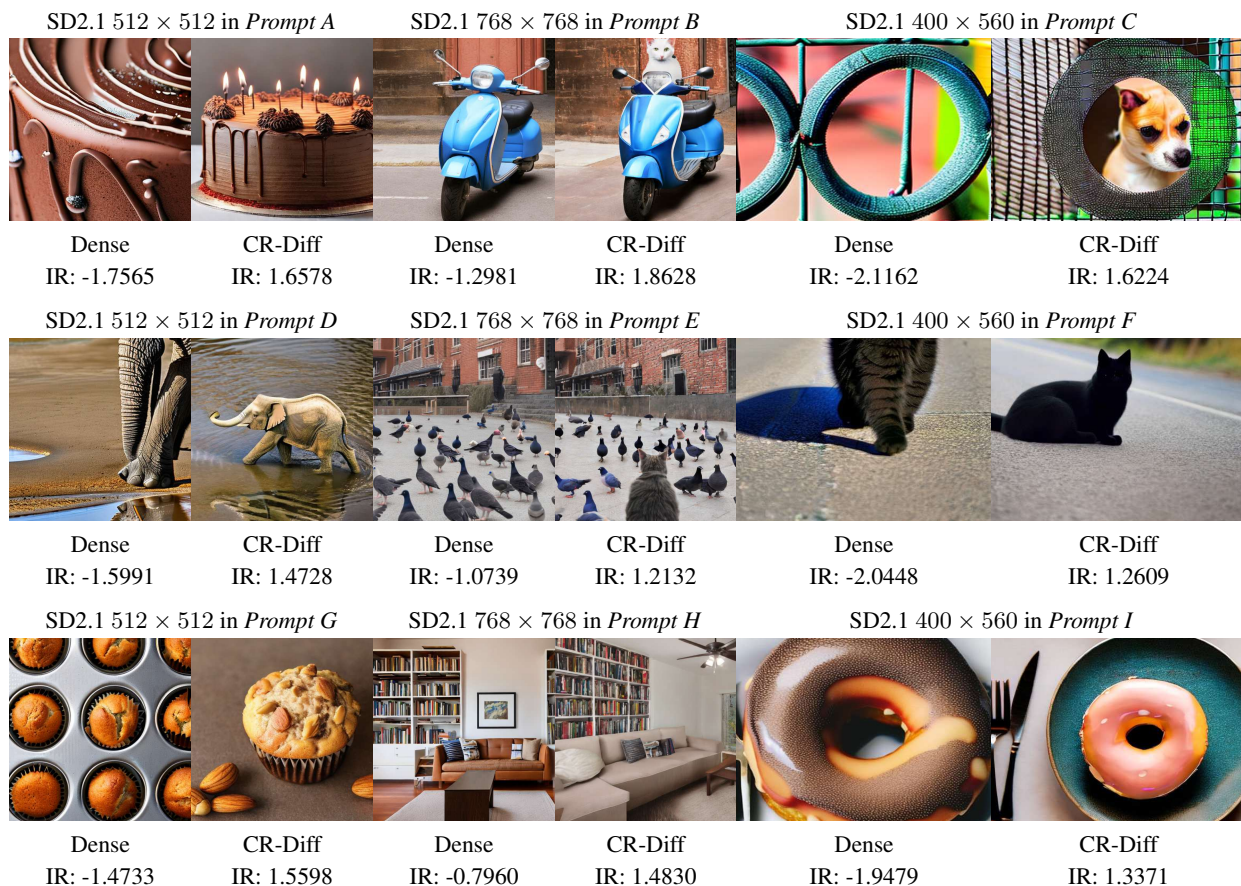 SD2.1 512 × 512 in Prompt A
SD2.1 768 × 768 in Prompt B
SD2.1 400 × 560 in Prompt C
Dense
CR-Diff
Dense
CR-Diff
Dense
CR-Diff
IR: -1.7565
IR: 1.6578
IR: -1.2981
IR: 1.8628
IR: -2.1162
IR: 1.6224
SD2.1 512 × 512 in Prompt D
SD2.1 768 × 768 in Prompt E
SD2.1 400 × 560 in Prompt F
Dense
CR-Diff
Dense
CR-Diff
Dense
CR-Diff
IR: -1.5991
IR: 1.4728
IR: -1.0739
IR: 1.2132
IR: -2.0448
IR: 1.2609
SD2.1 512 × 512 in Prompt G
SD2.1 768 × 768 in Prompt H
SD2.1 400 × 560 in Prompt I
Dense
CR-Diff
Dense
CR-Diff
Dense
CR-Diff
IR: -1.4733
IR: 1.5598
IR: -0.7960
IR: 1.4830
IR: -1.9479
IR: 1.3371